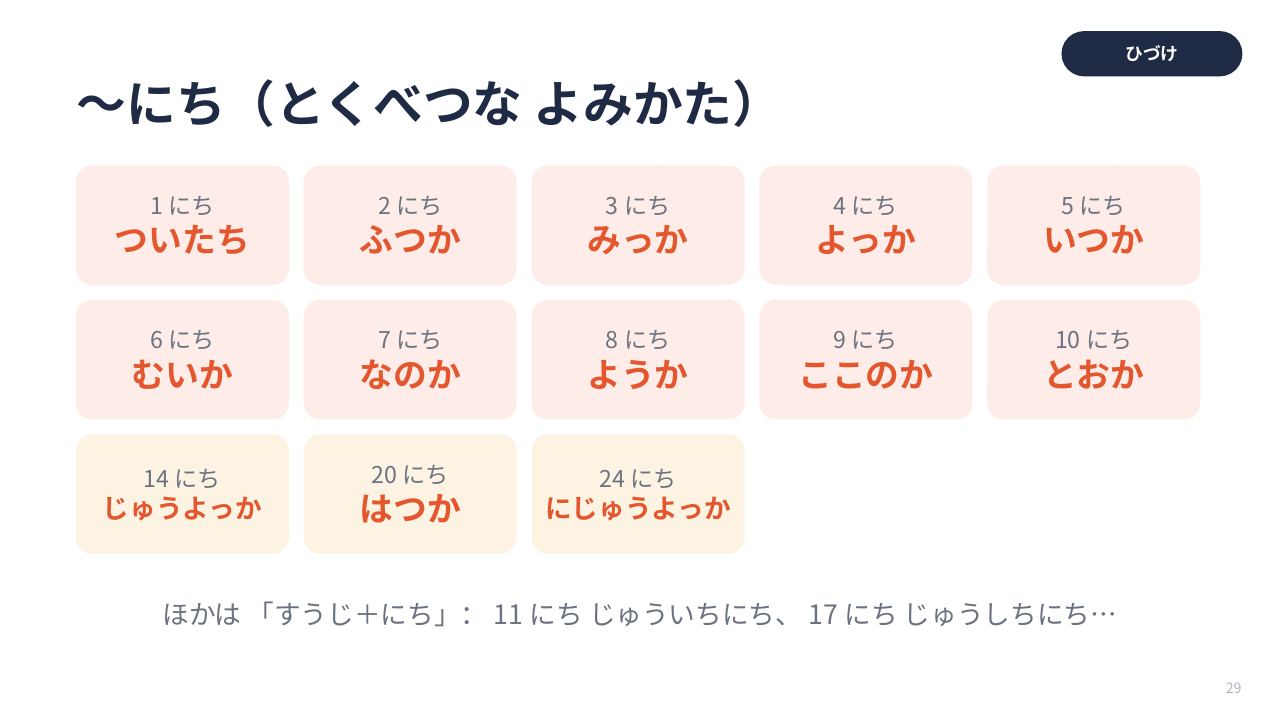 ひづけ
～にち（とくべつな よみかた）
1 にち
ついたち
2 にち
ふつか
3 にち
みっか
4 にち
よっか
5 にち
いつか
6 にち
むいか
7 にち
なのか
8 にち
ようか
9 にち
ここのか
10 にち
とおか
14 にち
じゅうよっか
20 にち
はつか
24 にち
にじゅうよっか
ほかは 「すうじ＋にち」： 11 にち じゅういちにち、 17 にち じゅうしちにち…
29